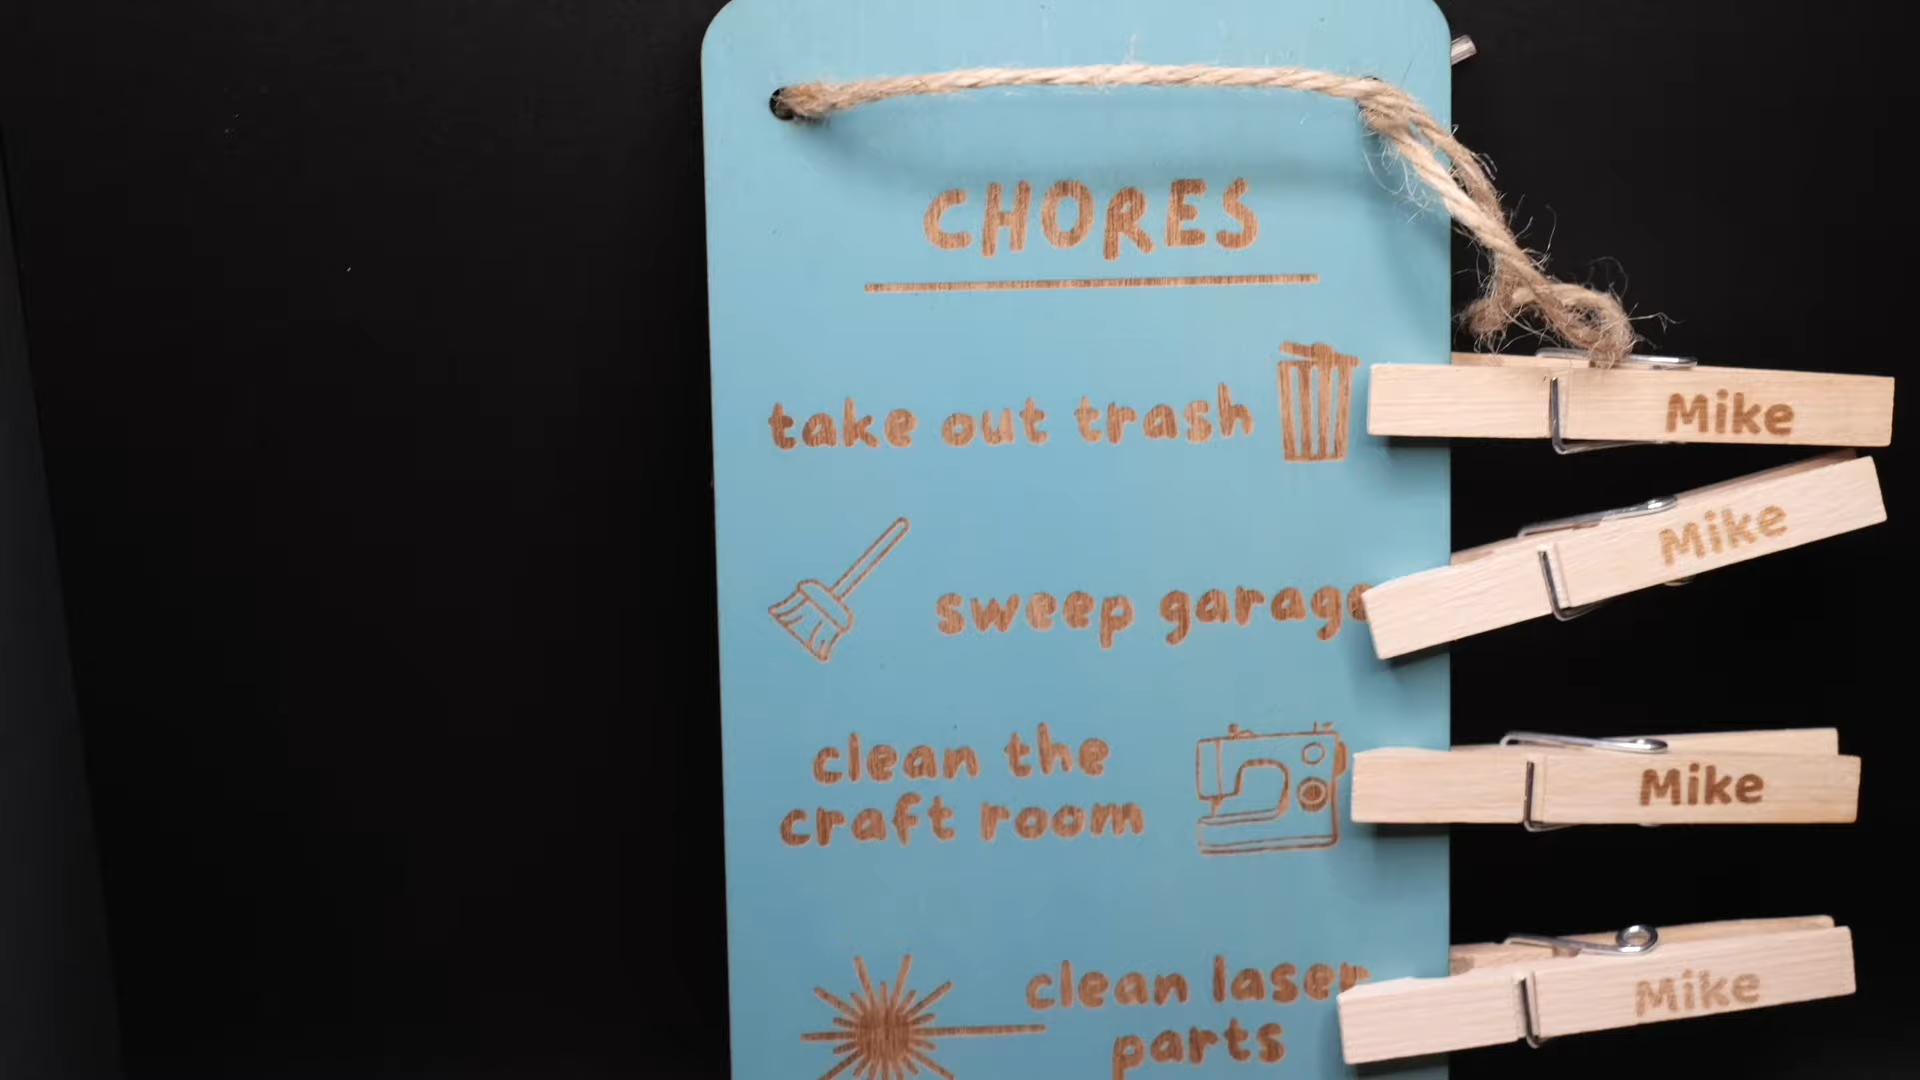 CHORES
take out trash
Mike
Mike
sweep garage
clean the
craft room
Mike
clean laser
parts
Mike